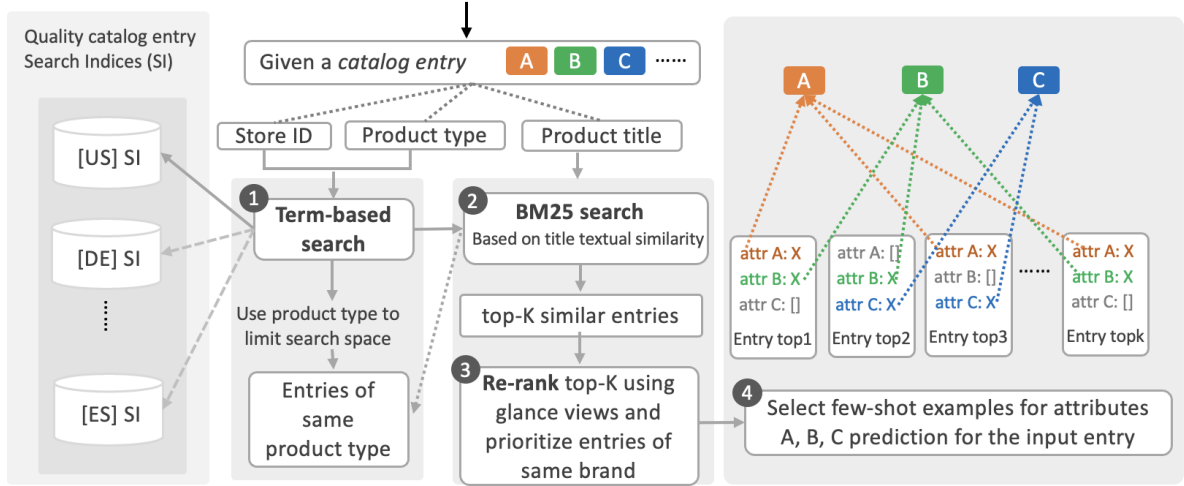 Quality catalog entry
Search Indices (SI)
[US] SI
[DE] SI
[ES] SI
Given a catalog entry A B C ······
Store ID
Product type
Product title
1
Term-based
search
Use product type to
limit search space
Entries of
same
product type
2
BM25 search
Based on title textual similarity
top-K similar entries
3
Re-rank top-K using
glance views and
prioritize entries of
same brand
A B C
attr A: X
attr B: X
attr C: []
Entry top1
attr A: []
attr B: X
attr C: X
Entry top2
attr A: X
attr B: []
attr C: X
Entry top3
······
attr A: X
attr B: X
attr C: []
Entry topk
4
Select few-shot examples for attributes
A, B, C prediction for the input entry